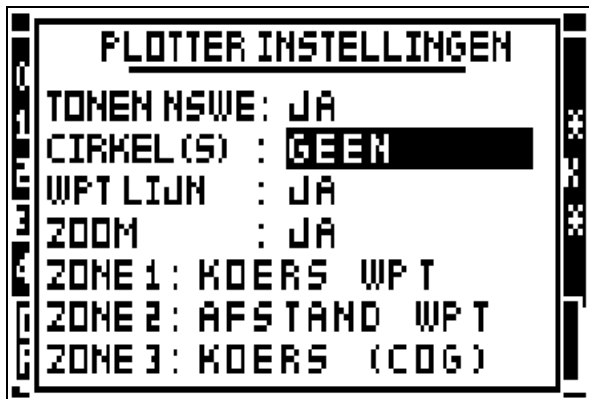 PLOTTER INSTELLINGEN
TONEN NSWE: JA
CIRKEL(S) : GEEN
WPT LIJN : JA
ZOOM : JA
ZONE 1: KOERS WPT
ZONE 2: AFSTAND WPT
ZONE 3: KOERS (COG)